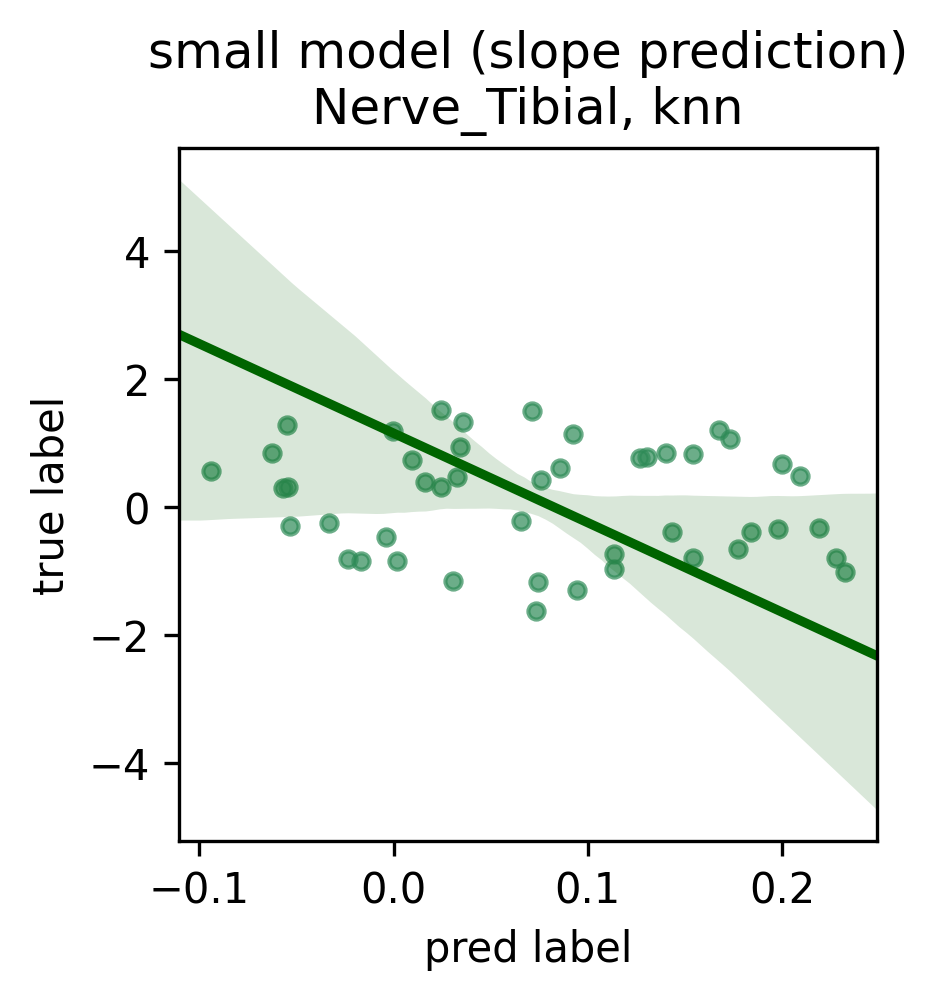 small model (slope prediction)
Nerve_Tibial, knn
4
2
0
−2
−4
true label
−0.1 0.0 0.1 0.2
pred label